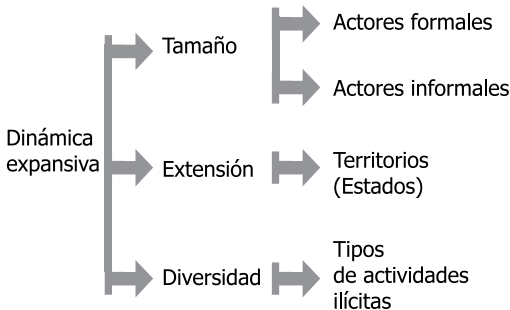 Dinámica
expansiva
Tamaño
Actores formales
Actores informales
Extensión
Territorios
(Estados)
Diversidad
Tipos
de actividades
ilícitas